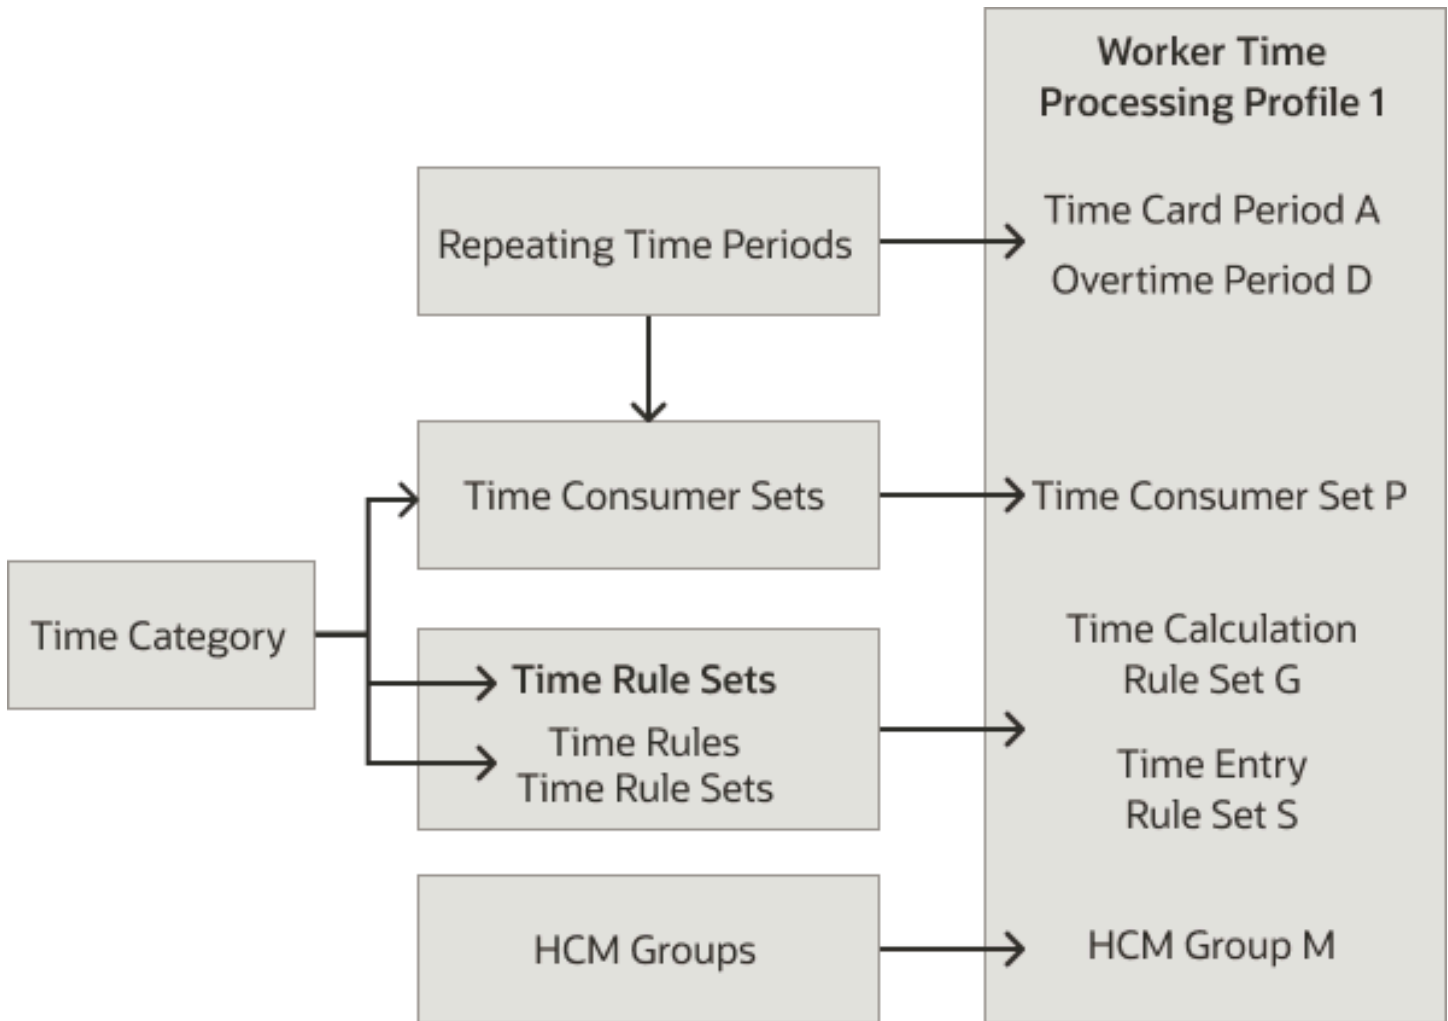 Worker Time
Processing Profile 1
Repeating Time Periods
Time Card Period A
Overtime Period D
Time Consumer Sets
Time Consumer Set P
Time Category
Time Rule Sets
Time Rules
Time Rule Sets
Time Calculation
Rule Set G
Time Entry
Rule Set S
HCM Groups
HCM Group M